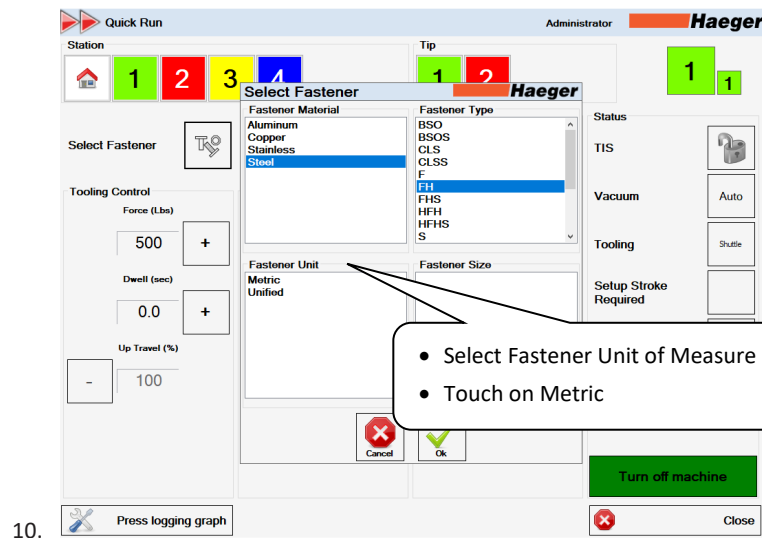 Quick Run
Administrator
Haeger
Station
Tip
1
2
3
4
1
2
1
1
Select Fastener
Haeger
Fastener Material
Fastener Type
Aluminum
Copper
Stainless
Steel
BSO
BSOS
CLS
CLSS
F
FH
FHS
HFH
HFHS
S
Select Fastener
Status
TIS
Vacuum
Auto
Tooling
Shuttle
Setup Stroke
Required
Tooling Control
Force (Lbs)
500
+
Dwell (sec)
0.0
+
Up Travel (%)
-
100
Fastener Unit
Fastener Size
Metric
Unified
• Select Fastener Unit of Measure
• Touch on Metric
Cancel
Ok
Turn off machine
10.
Press logging graph
Close